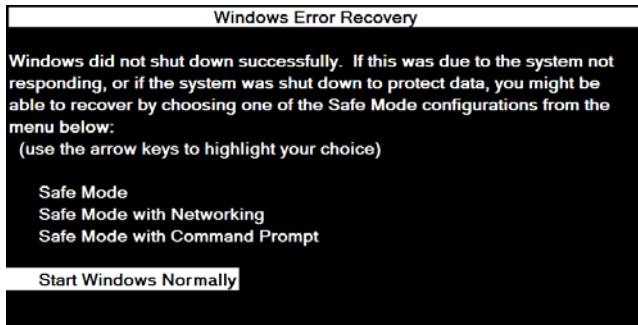 Windows Error Recovery
Windows did not shut down successfully. If this was due to the system not
responding, or if the system was shut down to protect data, you might be
able to recover by choosing one of the Safe Mode configurations from the
menu below:
(use the arrow keys to highlight your choice)
Safe Mode
Safe Mode with Networking
Safe Mode with Command Prompt
Start Windows Normally